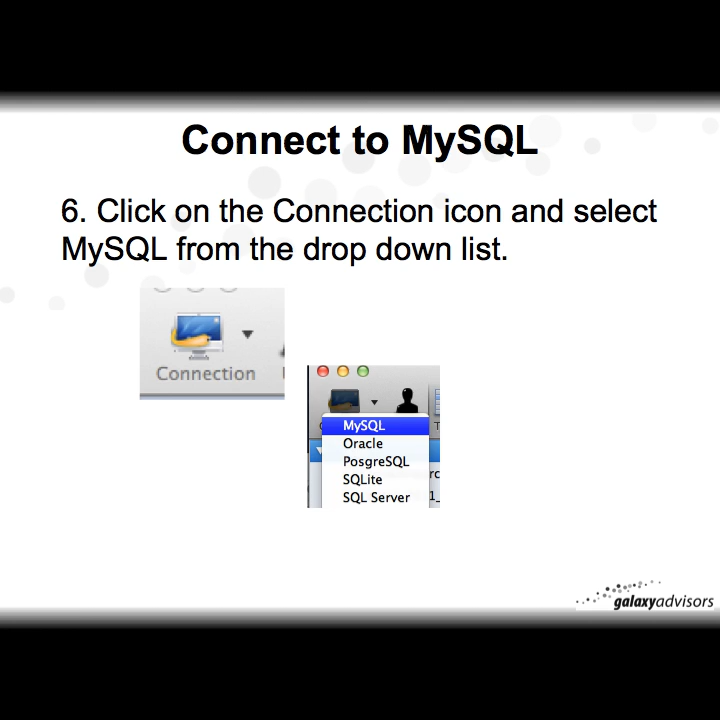 Connect to MySQL
6. Click on the Connection icon and select
MySQL from the drop down list.
Connection
MySQL
Oracle
PosgreSQL
SQLite
SQL Server
galaxyadvisors